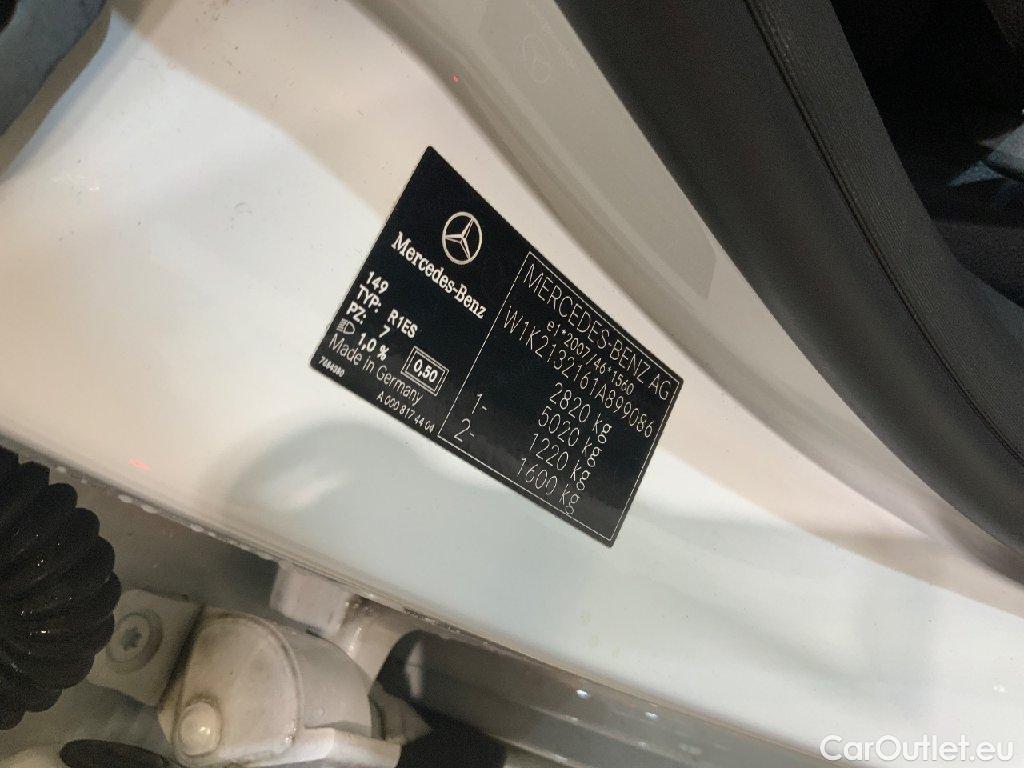 Mercedes-Benz
149
TYP: R1ES
PZ: 7
1,0 %
0,50
Made in Germany
A 000 817 44 04
MERCEDES-BENZ AG
e1*2007/46*1560
W1K2132161A899086
2820 kg
5020 kg
1- 1220 kg
2- 1600 kg
CarOutlet.eu